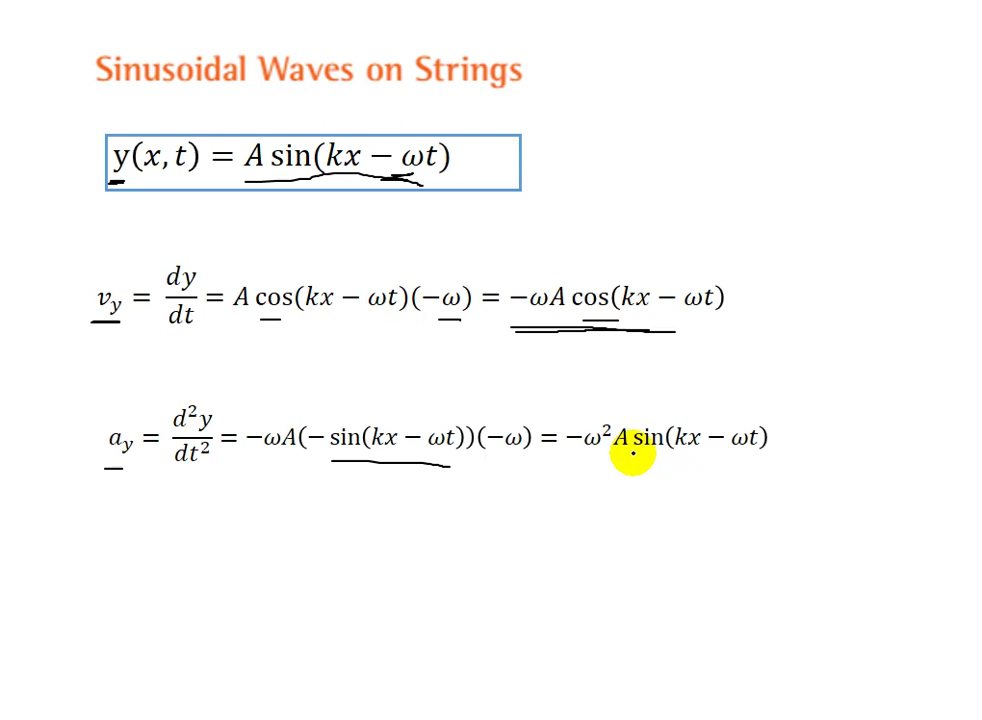 Sinusoidal Waves on Strings
y(x, t) = A sin(kx − ωt)
v_y = dy/dt = A cos(kx − ωt)(−ω) = −ωA cos(kx − ωt)
a_y = d²y/dt² = −ωA(− sin(kx − ωt))(−ω) = −ω²A sin(kx − ωt)